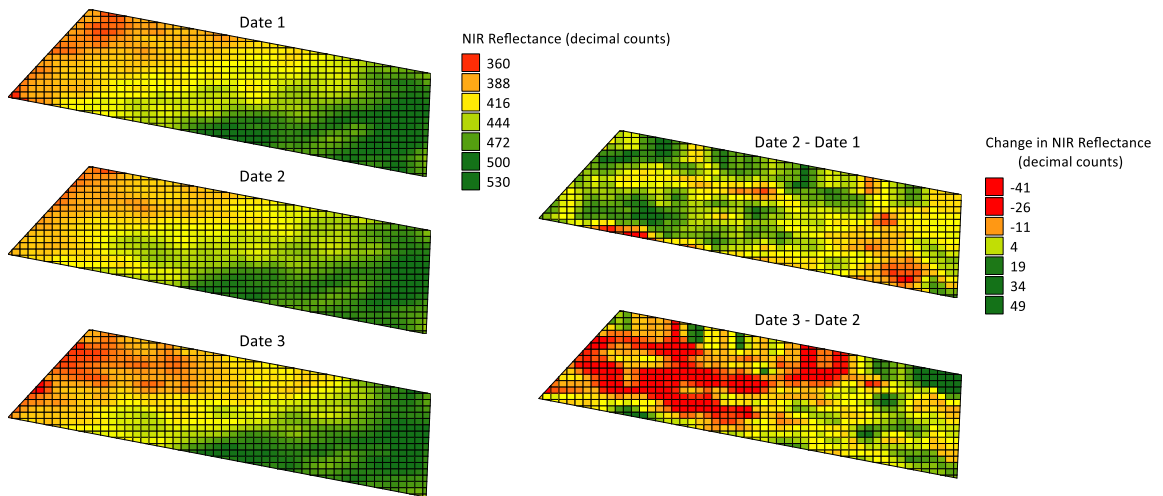 Date 1
NIR Reflectance (decimal counts)
360
388
416
444
472
500
530
Date 2
Date 3
Date 2 - Date 1
Change in NIR Reflectance
(decimal counts)
-41
-26
-11
4
19
34
49
Date 3 - Date 2